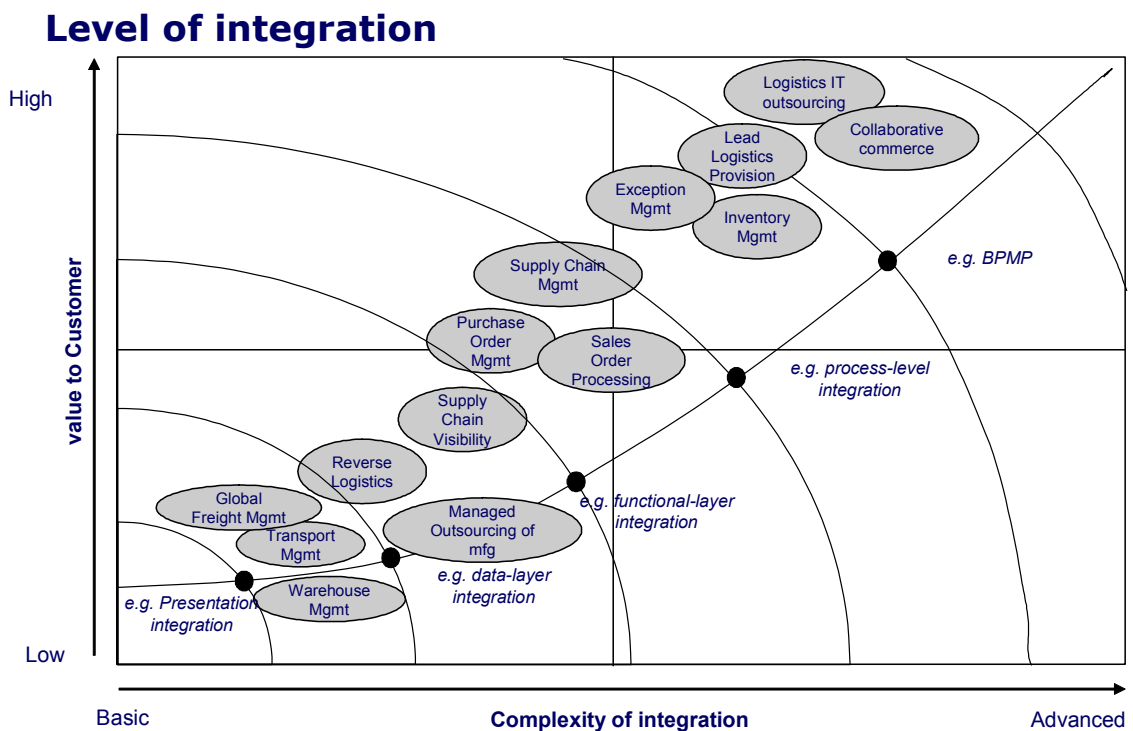 Level of integration
High
Logistics IT
outsourcing
Collaborative
commerce
Lead
Logistics
Provision
Exception
Mgmt
Inventory
Mgmt
e.g. BPMP
Supply Chain
Mgmt
Purchase
Order
Mgmt
Sales
Order
Processing
e.g. process-level
integration
value to Customer
Supply
Chain
Visibility
Reverse
Logistics
Global
Freight Mgmt
Transport
Mgmt
Managed
Outsourcing of
mfg
e.g. functional-layer
integration
e.g. data-layer
integration
Warehouse
Mgmt
e.g. Presentation
integration
Low
Basic
Complexity of integration
Advanced